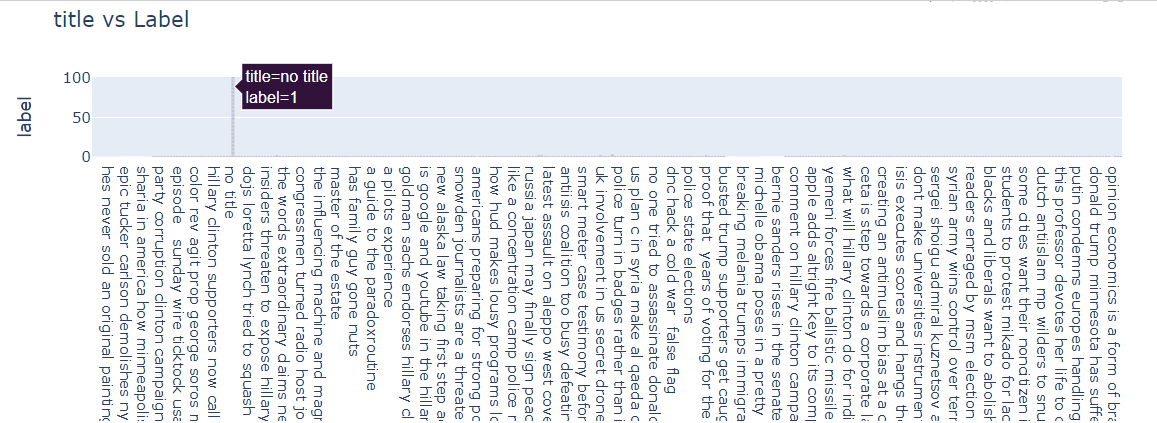 title vs Label
label
100
50
0
title=no title
label=1
hes never sold an original painting
epic tucker carlson demolishes ny
sharia in america how minneapolis
party corruption clinton campaign
episode  sunday wire ticktock usa
color rev agit prop george soros n
hillary clinton supporters now call
no title
dojs loretta lynch tried to squash
insiders threaten to expose hillary
the words extraordinary claims ne
congressmen turned radio host jo
the influencing machine and magn
master of the estate
has family guy gone nuts
a guide to the paradoxroutine
a pilots experience
goldman sachs endorses hillary cl
is google and youtube in the hillar
new alaska law taking first step ac
snowden journalists are a threate
americans preparing for strong po
how hud makes lousy programs lo
like a concentration camp police n
russia japan may finally sign peac
latest assault on aleppo west cove
antiisis coalition too busy defeatin
smart meter case testimony befor
uk involvement in us secret drone
police turn in badges rather than i
us plan c in syria make al qaeda c
no one tried to assassinate donalc
dnc hack a cold war  false flag
police state elections
proof that  years of voting for the
busted trump supporters get caug
breaking melania trumps immigra
michelle obama poses in a pretty
bernie sanders rises in the senate
comment on hillary clinton campa
apple adds altright key to its comp
yemeni forces fire ballistic missile
what will hillary clinton do for indi
ceta is step towards a corporate la
creating an antimuslim bias at a c
isis executes scores and hangs th
dont make universities instrument
sergei shoigu admiral kuznetsov a
syrian army wins control over terr
readers enraged by msm election
blacks and liberals want to abolish
students to protest mikado for lac
some cities want their noncitizen i
dutch antiislam mp wilders to snu
this professor devotes her life to c
putin condemns europes handling
donald trump minnesota has suffe
opinion economics is a form of bra